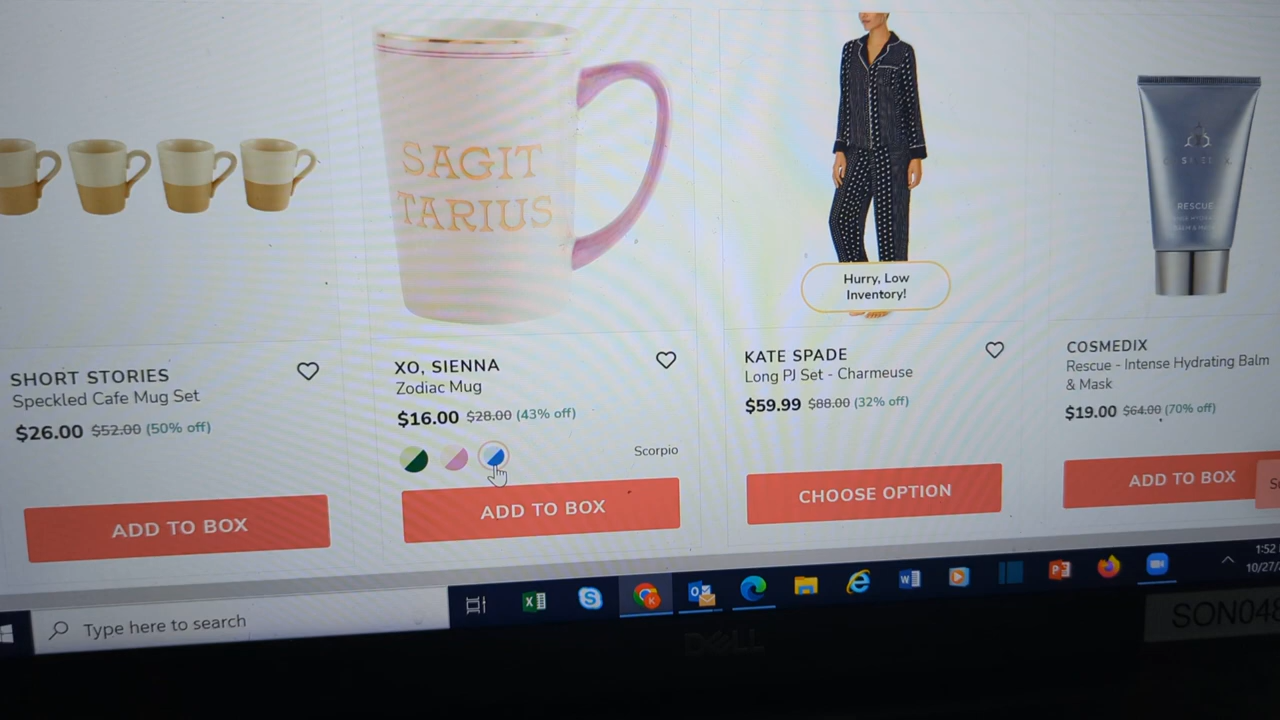 SAGIT
TARIUS
RESCUE
Hurry, Low
Inventory!
SHORT STORIES
Speckled Cafe Mug Set
$26.00 $52.00 (50% off)
ADD TO BOX
XO, SIENNA
Zodiac Mug
$16.00 $28.00 (43% off)
Scorpio
ADD TO BOX
KATE SPADE
Long PJ Set - Charmeuse
$59.99 $88.00 (32% off)
CHOOSE OPTION
COSMEDIX
Rescue - Intense Hydrating Balm
& Mask
$19.00 $64.00 (70% off)
ADD TO BOX
1:52
10/27/
Type here to search
DELL
SON04